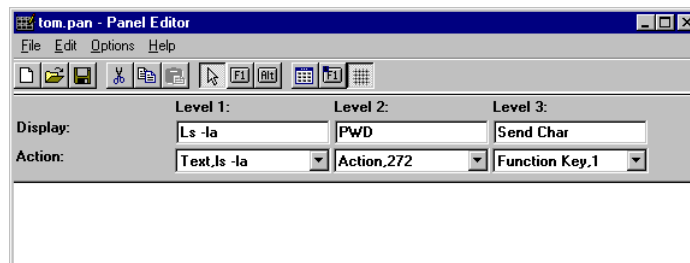 tom.pan - Panel Editor
File Edit Options Help
F1 Alt F1
Level 1: Level 2: Level 3:
Display: Ls -la PWD Send Char
Action: Text,ls -la Action,272 Function Key,1